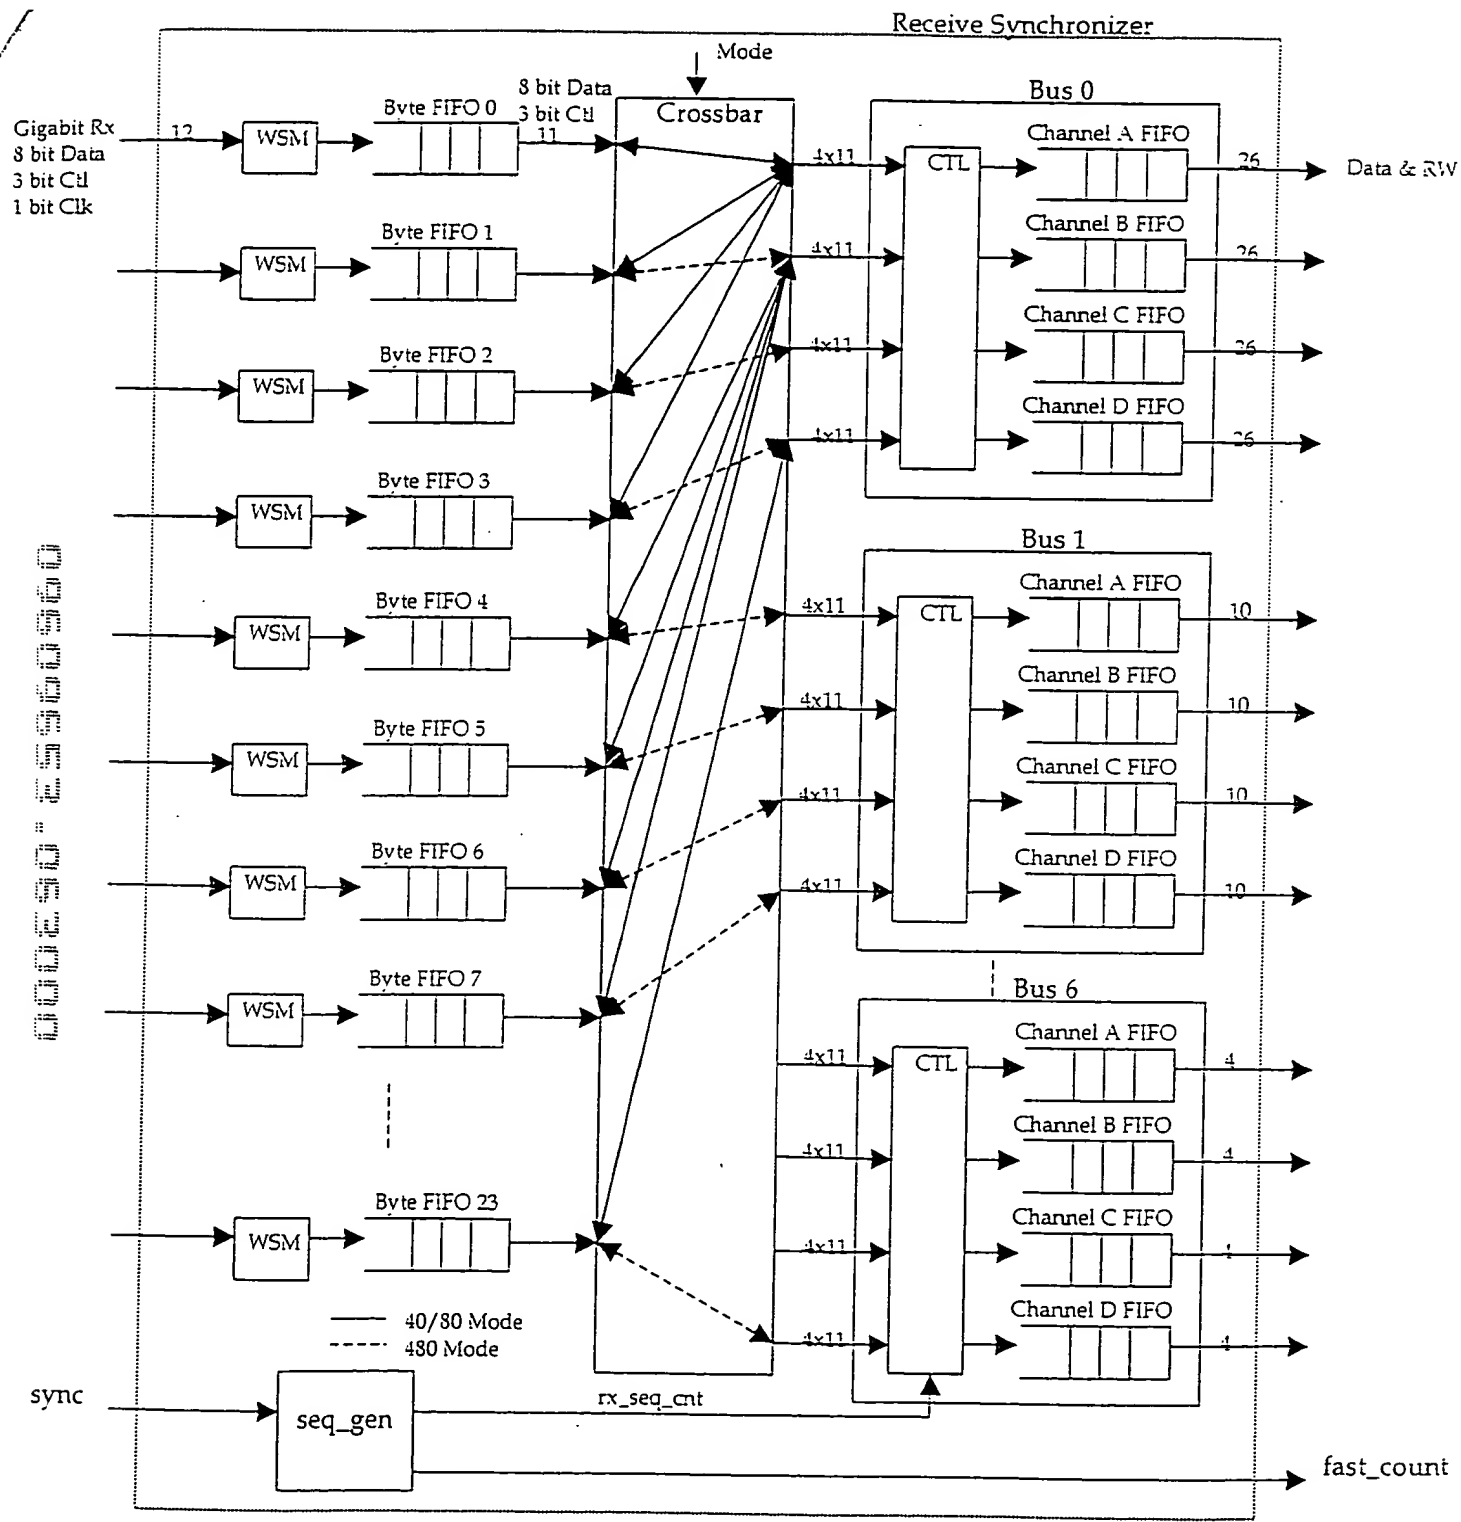 Receive Synchronizer
Mode
8 bit Data
3 bit Ctl
Crossbar
Bus 0
Gigabit Rx
8 bit Data
3 bit Ctl
1 bit Clk
12
WSM
Byte FIFO 0
11
4x11
CTL
Channel A FIFO
26
Data & RW
WSM
Byte FIFO 1
4x11
Channel B FIFO
26
WSM
Byte FIFO 2
4x11
Channel C FIFO
26
4x11
Channel D FIFO
26
WSM
Byte FIFO 3
Bus 1
WSM
Byte FIFO 4
4x11
CTL
Channel A FIFO
10
4x11
Channel B FIFO
10
WSM
Byte FIFO 5
4x11
Channel C FIFO
10
WSM
Byte FIFO 6
4x11
Channel D FIFO
10
WSM
Byte FIFO 7
Bus 6
4x11
CTL
Channel A FIFO
4
4x11
Channel B FIFO
4
WSM
Byte FIFO 23
4x11
Channel C FIFO
4
4x11
Channel D FIFO
4
40/80 Mode
480 Mode
sync
seq_gen
rx_seq_cnt
fast_count
09509553.053000